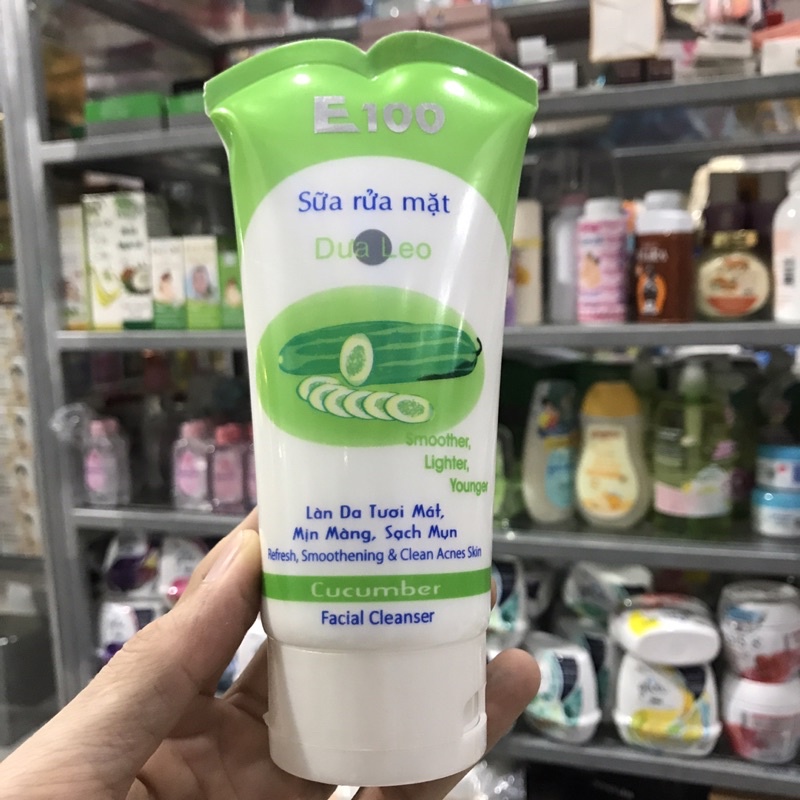 E100
Sữa rửa mặt
Dưa Leo
Smoother,
Lighter,
Younger
Làn Da Tươi Mát,
Mịn Màng, Sạch Mụn
Refresh, Smoothening & Clean Acnes Skin
Cucumber
Facial Cleanser